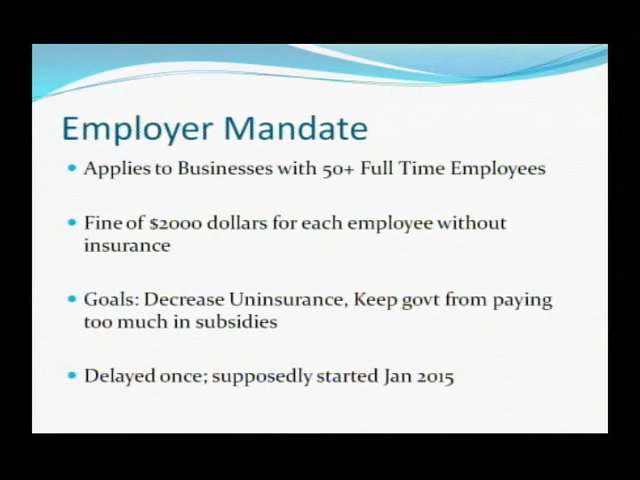 Employer Mandate
Applies to Businesses with 50+ Full Time Employees
Fine of $2000 dollars for each employee without
insurance
Goals: Decrease Uninsurance, Keep govt from paying
too much in subsidies
Delayed once; supposedly started Jan 2015